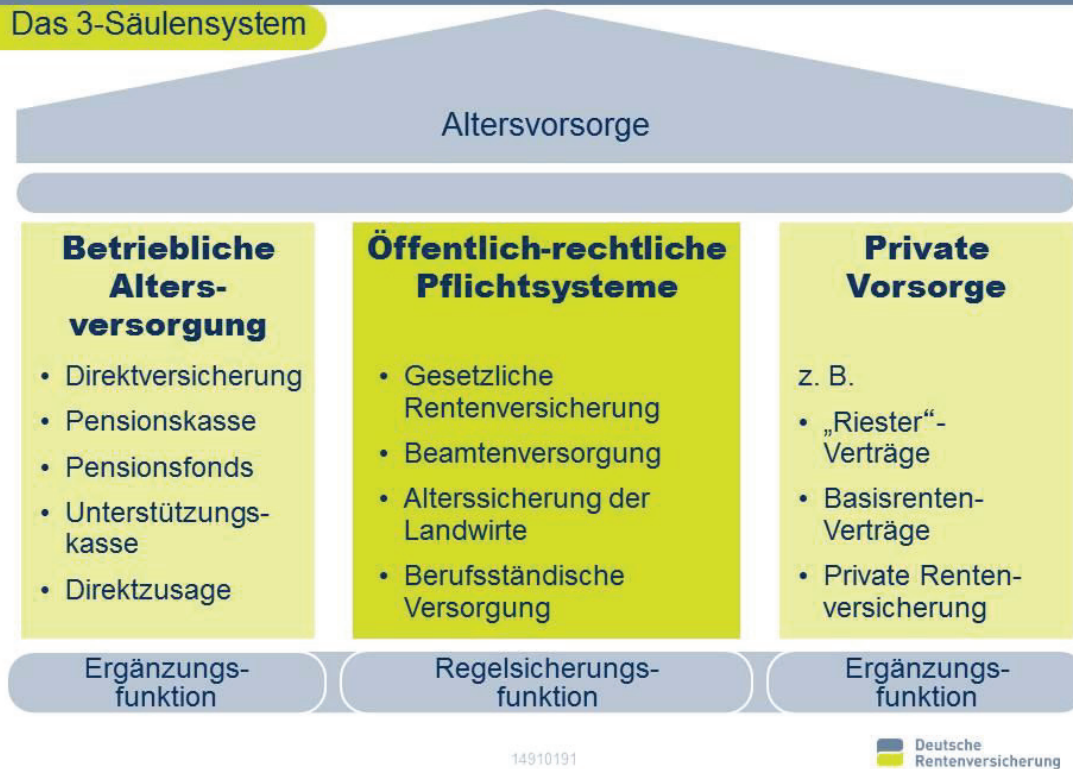 Das 3-Säulensystem
Altersvorsorge
Betriebliche
Alters-
versorgung
• Direktversicherung
• Pensionskasse
• Pensionsfonds
• Unterstützungs-
kasse
• Direktzusage
Öffentlich-rechtliche
Pflichtsysteme
• Gesetzliche
Rentenversicherung
• Beamtenversorgung
• Alterssicherung der
Landwirte
• Berufsständische
Versorgung
Private
Vorsorge
z. B.
• „Riester“-
Verträge
• Basisrenten-
Verträge
• Private Renten-
versicherung
Ergänzungs-
funktion
Regelsicherungs-
funktion
Ergänzungs-
funktion
14910191
Deutsche
Rentenversicherung